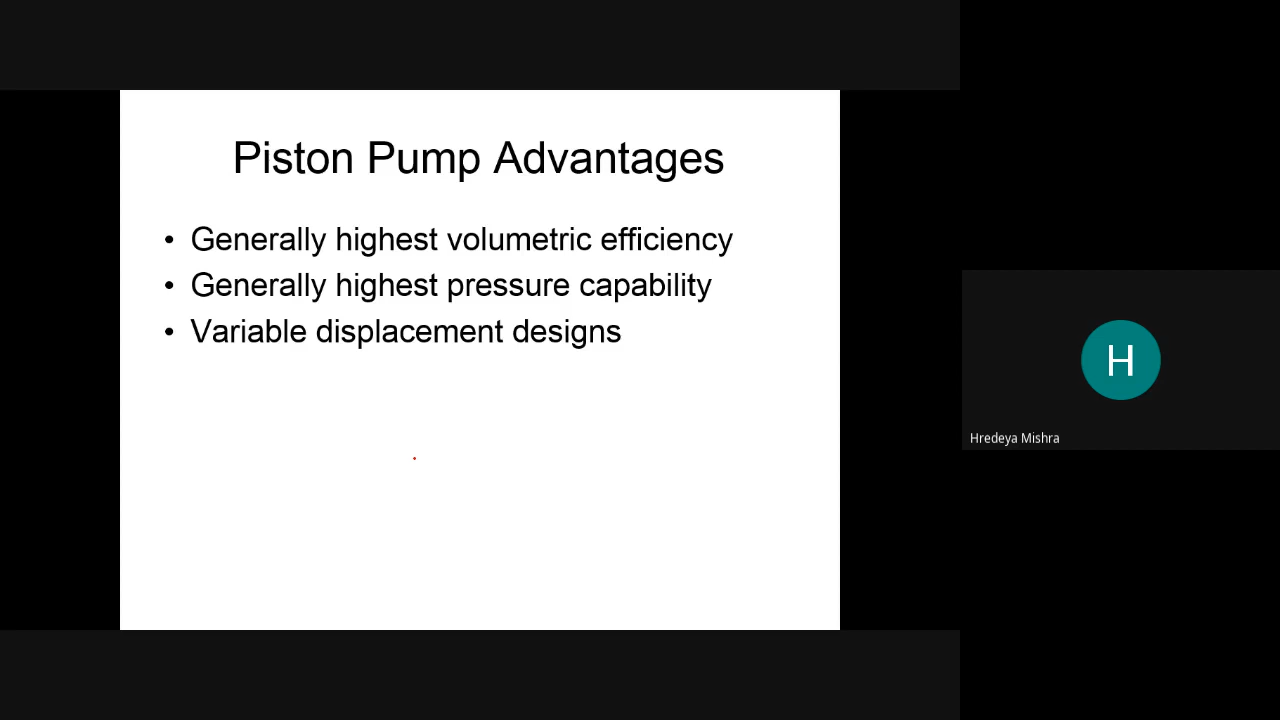 Piston Pump Advantages
• Generally highest volumetric efficiency
• Generally highest pressure capability
• Variable displacement designs
H
Hredeya Mishra